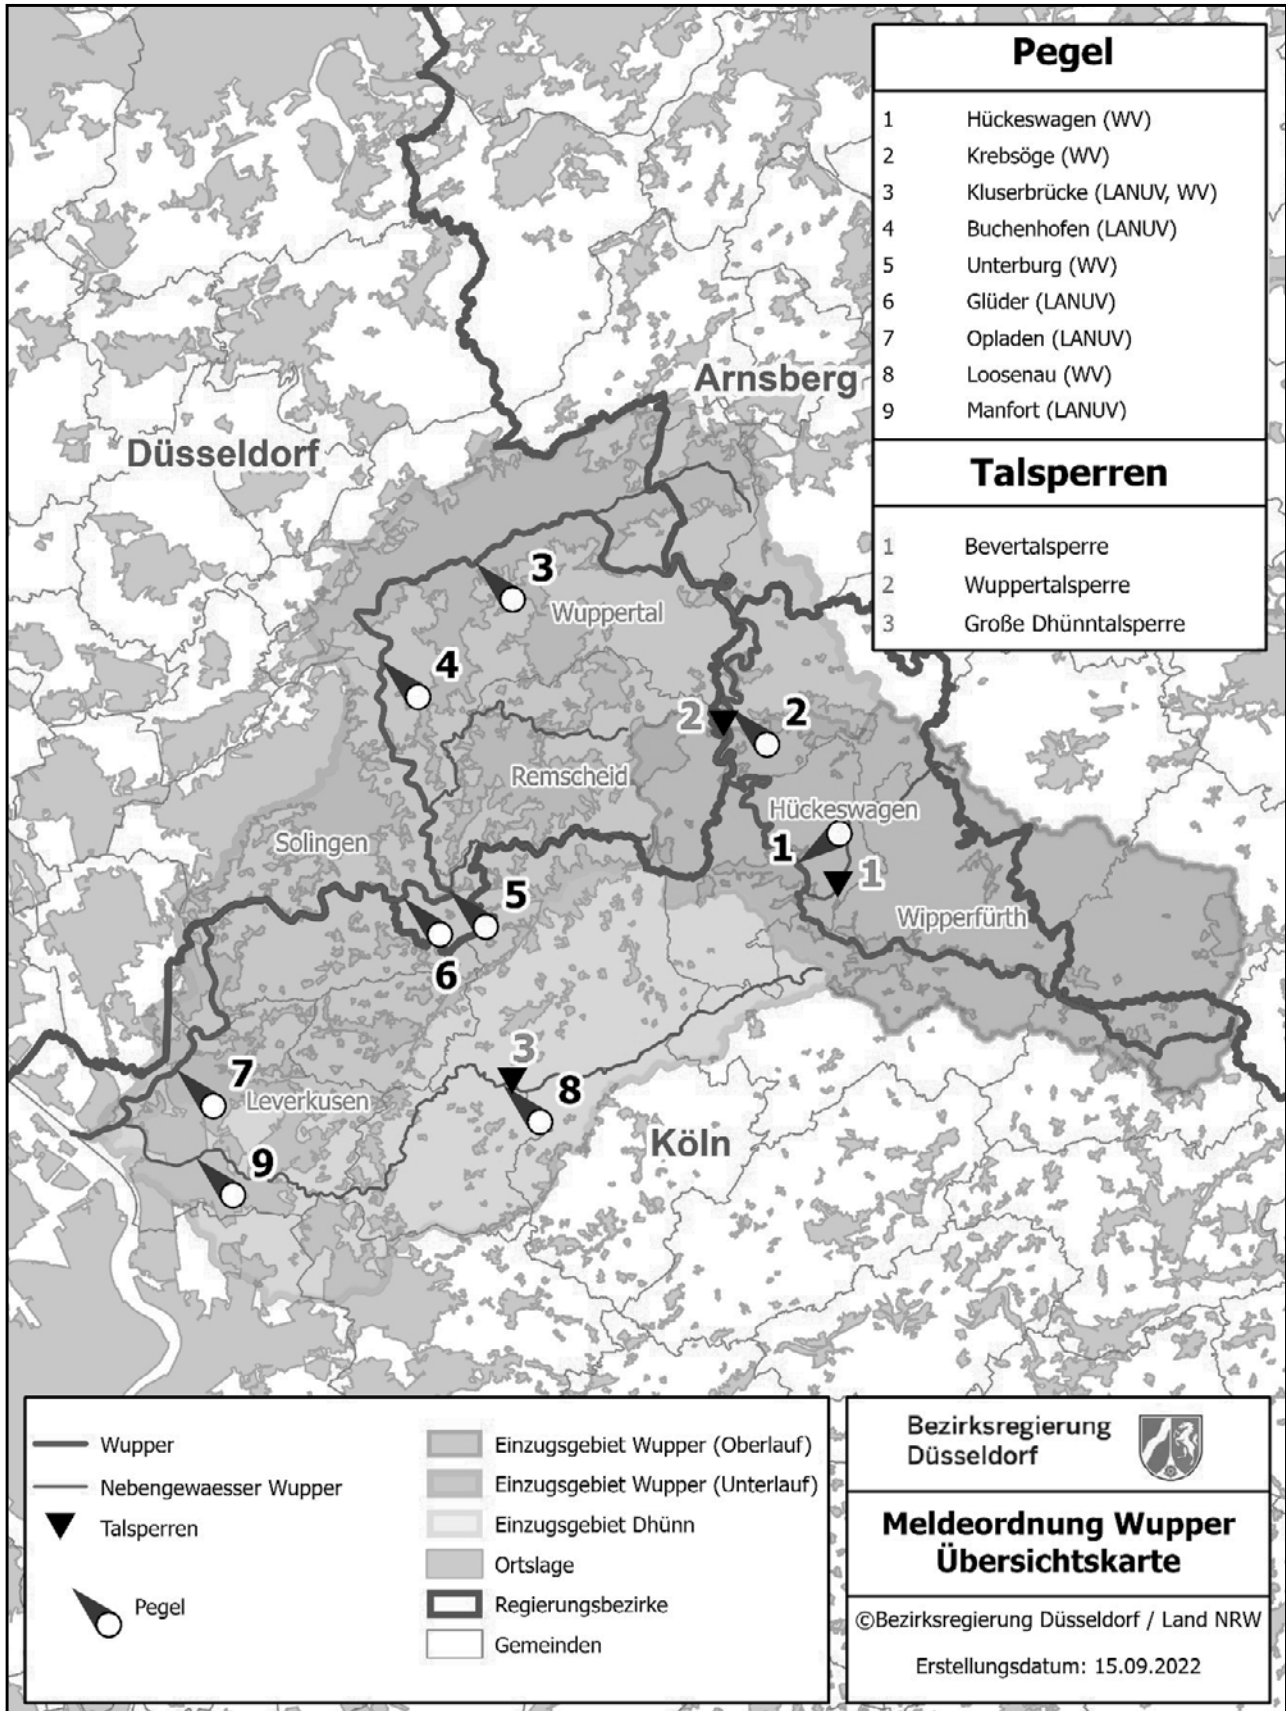 Pegel
1 Hückeswagen (WV)
2 Krebsöge (WV)
3 Kluserbrücke (LANUV, WV)
4 Buchenhofen (LANUV)
5 Unterburg (WV)
6 Glüder (LANUV)
7 Opladen (LANUV)
8 Loosenau (WV)
9 Manfort (LANUV)
Talsperren
1 Bevertalsperre
2 Wuppertalsperre
3 Große Dhünntalsperre
Arnsberg
Düsseldorf
3
Wuppertal
4
2
2
Remscheid
Hückeswagen
Solingen
1
1
5
Wipperfürth
6
3
7
Leverkusen
8
Köln
9
Wupper
Nebengewaesser Wupper
Talsperren
Pegel
Einzugsgebiet Wupper (Oberlauf)
Einzugsgebiet Wupper (Unterlauf)
Einzugsgebiet Dhünn
Ortslage
Regierungsbezirke
Gemeinden
Bezirksregierung
Düsseldorf
Meldeordnung Wupper
Übersichtskarte
©Bezirksregierung Düsseldorf / Land NRW
Erstellungsdatum: 15.09.2022